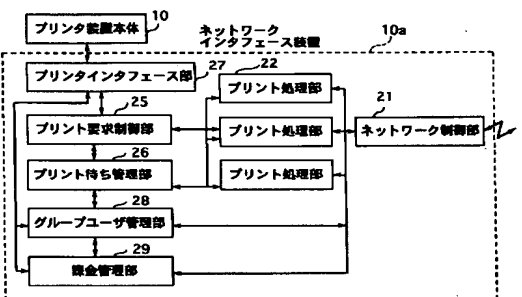 プリンタ装置本体
10
ネットワーク
インタフェース装置
10a
プリンタインタフェース部
27
22
プリント処理部
25
21
プリント要求制御部
プリント処理部
ネットワーク制御部
26
プリント待ち管理部
プリント処理部
28
グループユーザ管理部
29
課金管理部